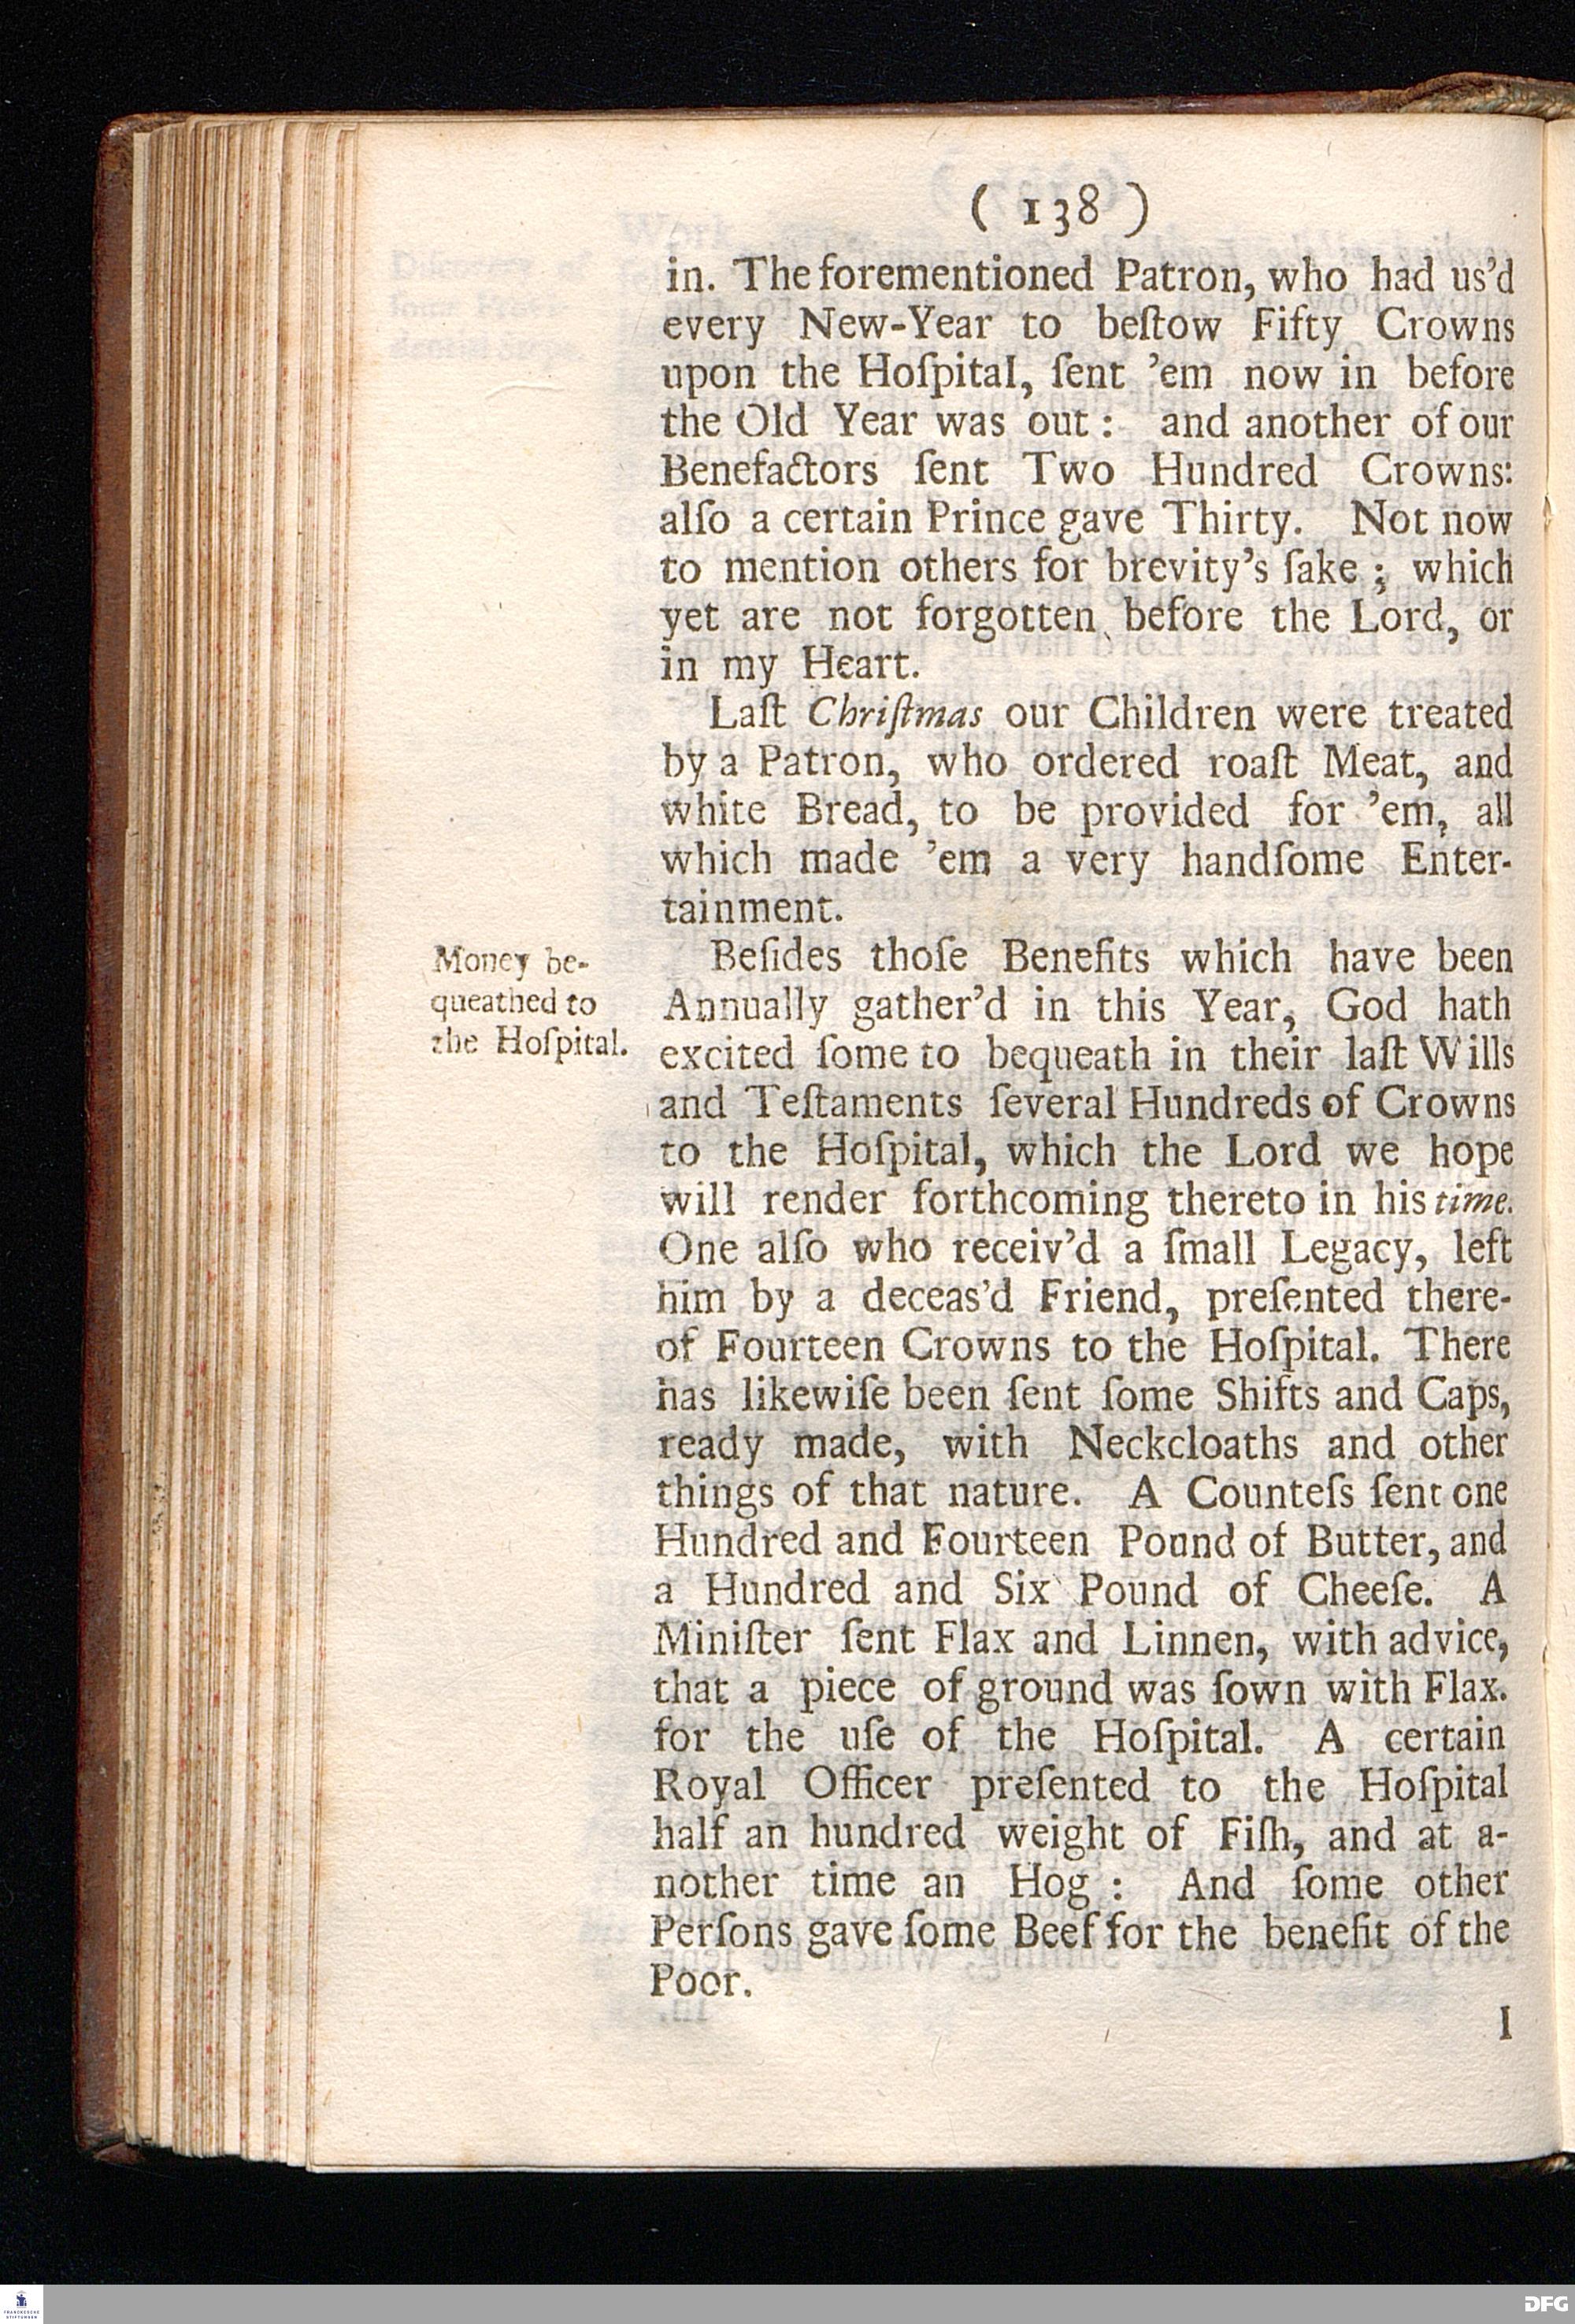 ( 138 )
in. The forementioned Patron, who had us’d
every New-Year to beſtow Fifty Crowns
upon the Hoſpital, ſent ’em now in before
the Old Year was out: and another of our
Benefactors ſent Two Hundred Crowns:
alſo a certain Prince gave Thirty. Not now
to mention others for brevity’s ſake; which
yet are not forgotten before the Lord, or
in my Heart.
Laſt Chriſtmas our Children were treated
by a Patron, who ordered roaſt Meat, and
white Bread, to be provided for ’em, all
which made ’em a very handſome Enter-
tainment.
Money be-
queathed to
the Hoſpital.
Beſides thoſe Benefits which have been
Annually gather’d in this Year, God hath
excited ſome to bequeath in their laſt Wills
and Teſtaments ſeveral Hundreds of Crowns
to the Hoſpital, which the Lord we hope
will render forthcoming thereto in his time.
One alſo who receiv’d a ſmall Legacy, left
him by a deceas’d Friend, preſented there-
of Fourteen Crowns to the Hoſpital. There
has likewiſe been ſent ſome Shifts and Caps,
ready made, with Neckcloaths and other
things of that nature. A Counteſs ſent one
Hundred and Fourteen Pound of Butter, and
a Hundred and Six Pound of Cheeſe. A
Miniſter ſent Flax and Linnen, with advice,
that a piece of ground was ſown with Flax.
for the uſe of the Hoſpital. A certain
Royal Officer preſented to the Hoſpital
half an hundred weight of Fiſh, and at a-
nother time an Hog: And ſome other
Perſons gave ſome Beef for the benefit of the
Poor.
I
FRANCKESCHE
STIFTUNGEN
DFG